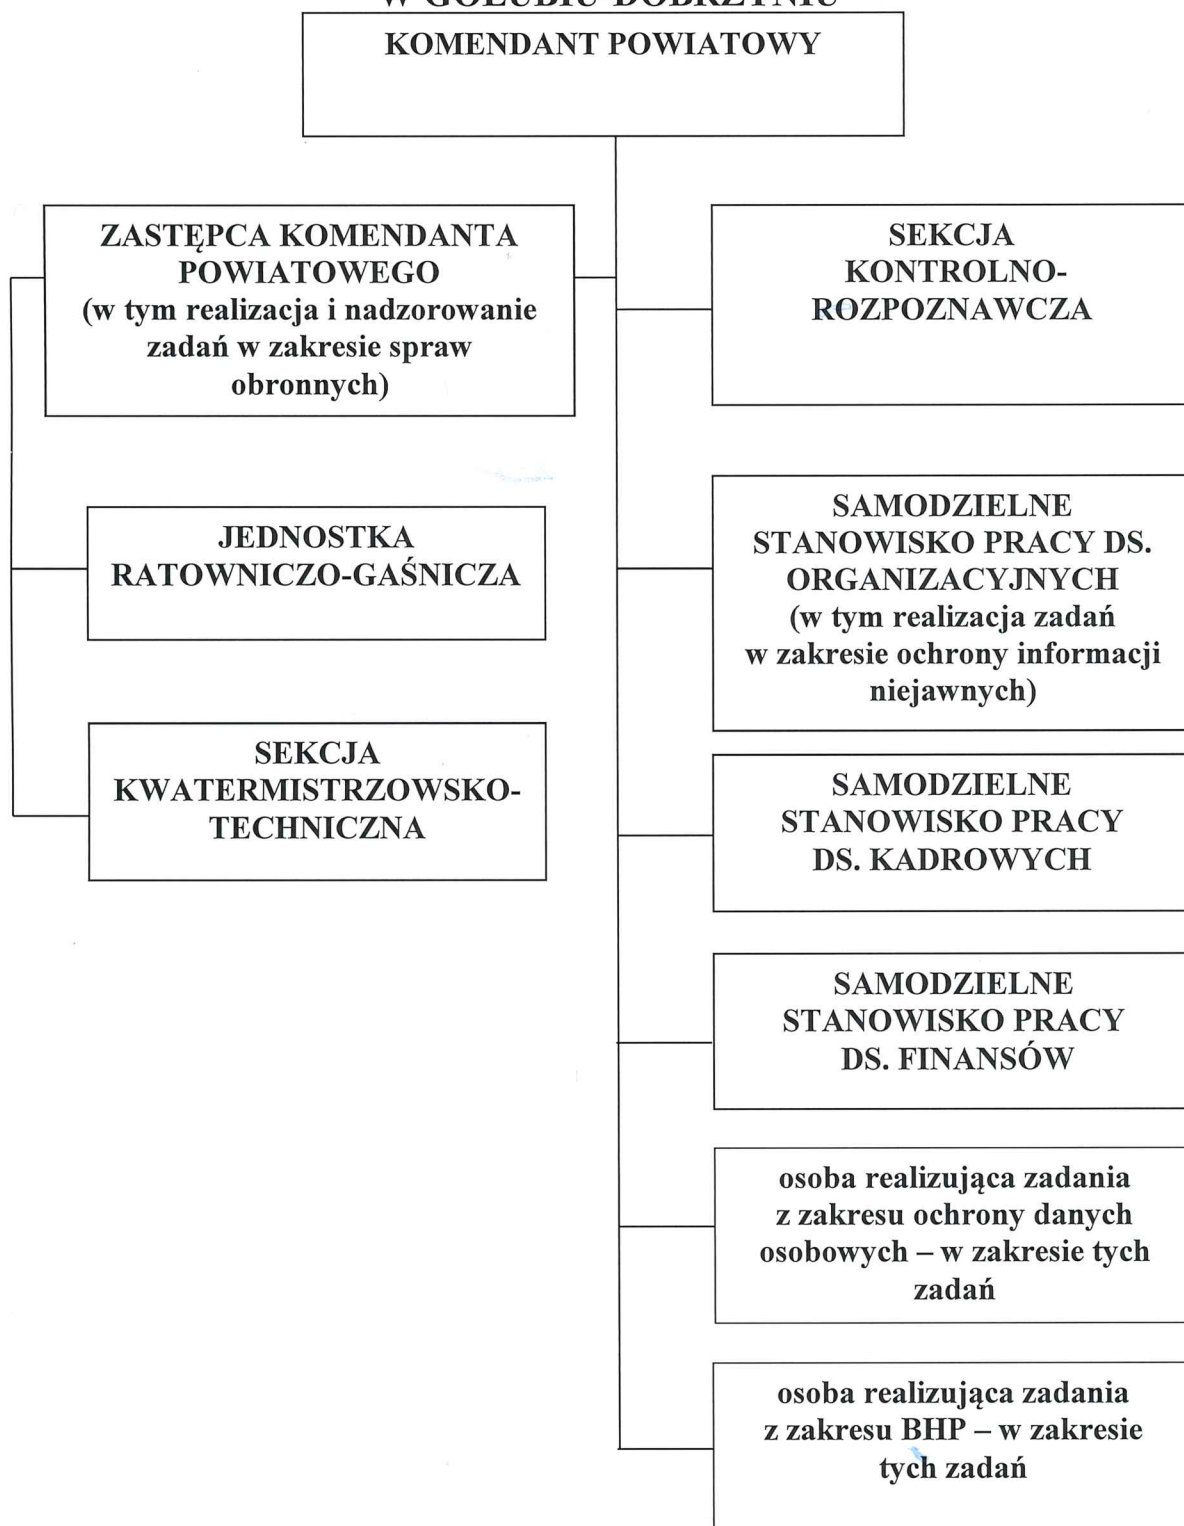 W GOLUBIU-DOBRZYNIU
KOMENDANT POWIATOWY
ZASTĘPCA KOMENDANTA
POWIATOWEGO
(w tym realizacja i nadzorowanie
zadań w zakresie spraw
obronnych)
JEDNOSTKA
RATOWNICZO-GAŚNICZA
SEKCJA
KWATERMISTRZOWSKO-
TECHNICZNA
SEKCJA
KONTROLNO-
ROZPOZNAWCZA
SAMODZIELNE
STANOWISKO PRACY DS.
ORGANIZACYJNYCH
(w tym realizacja zadań
w zakresie ochrony informacji
niejawnych)
SAMODZIELNE
STANOWISKO PRACY
DS. KADROWYCH
SAMODZIELNE
STANOWISKO PRACY
DS. FINANSÓW
osoba realizująca zadania
z zakresu ochrony danych
osobowych – w zakresie tych
zadań
osoba realizująca zadania
z zakresu BHP – w zakresie
tych zadań